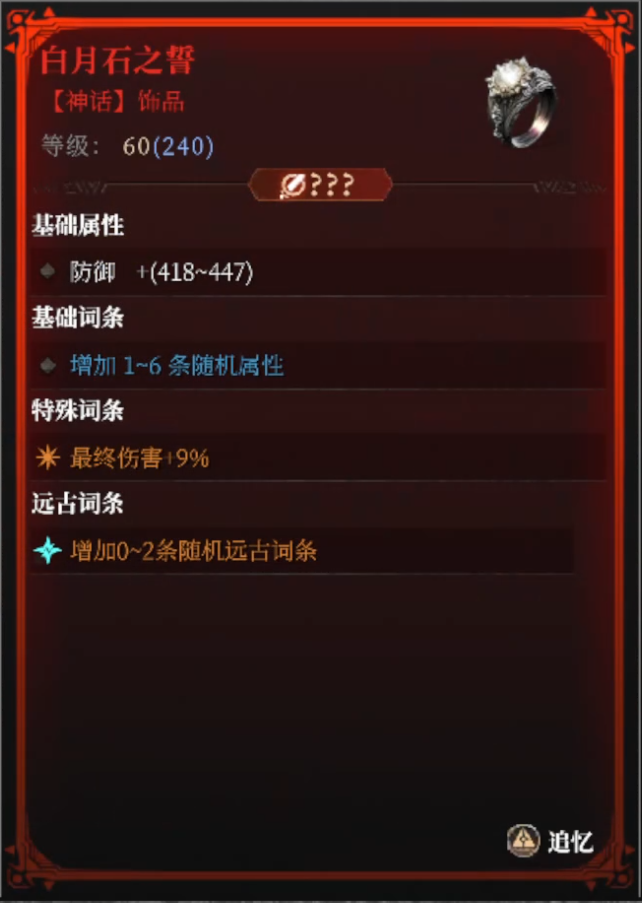 白月石之誓
【神话】饰品
等级： 60(240)
???
基础属性
防御 +(418~447)
基础词条
增加 1~6 条随机属性
特殊词条
最终伤害+9%
远古词条
增加0~2条随机远古词条
追忆